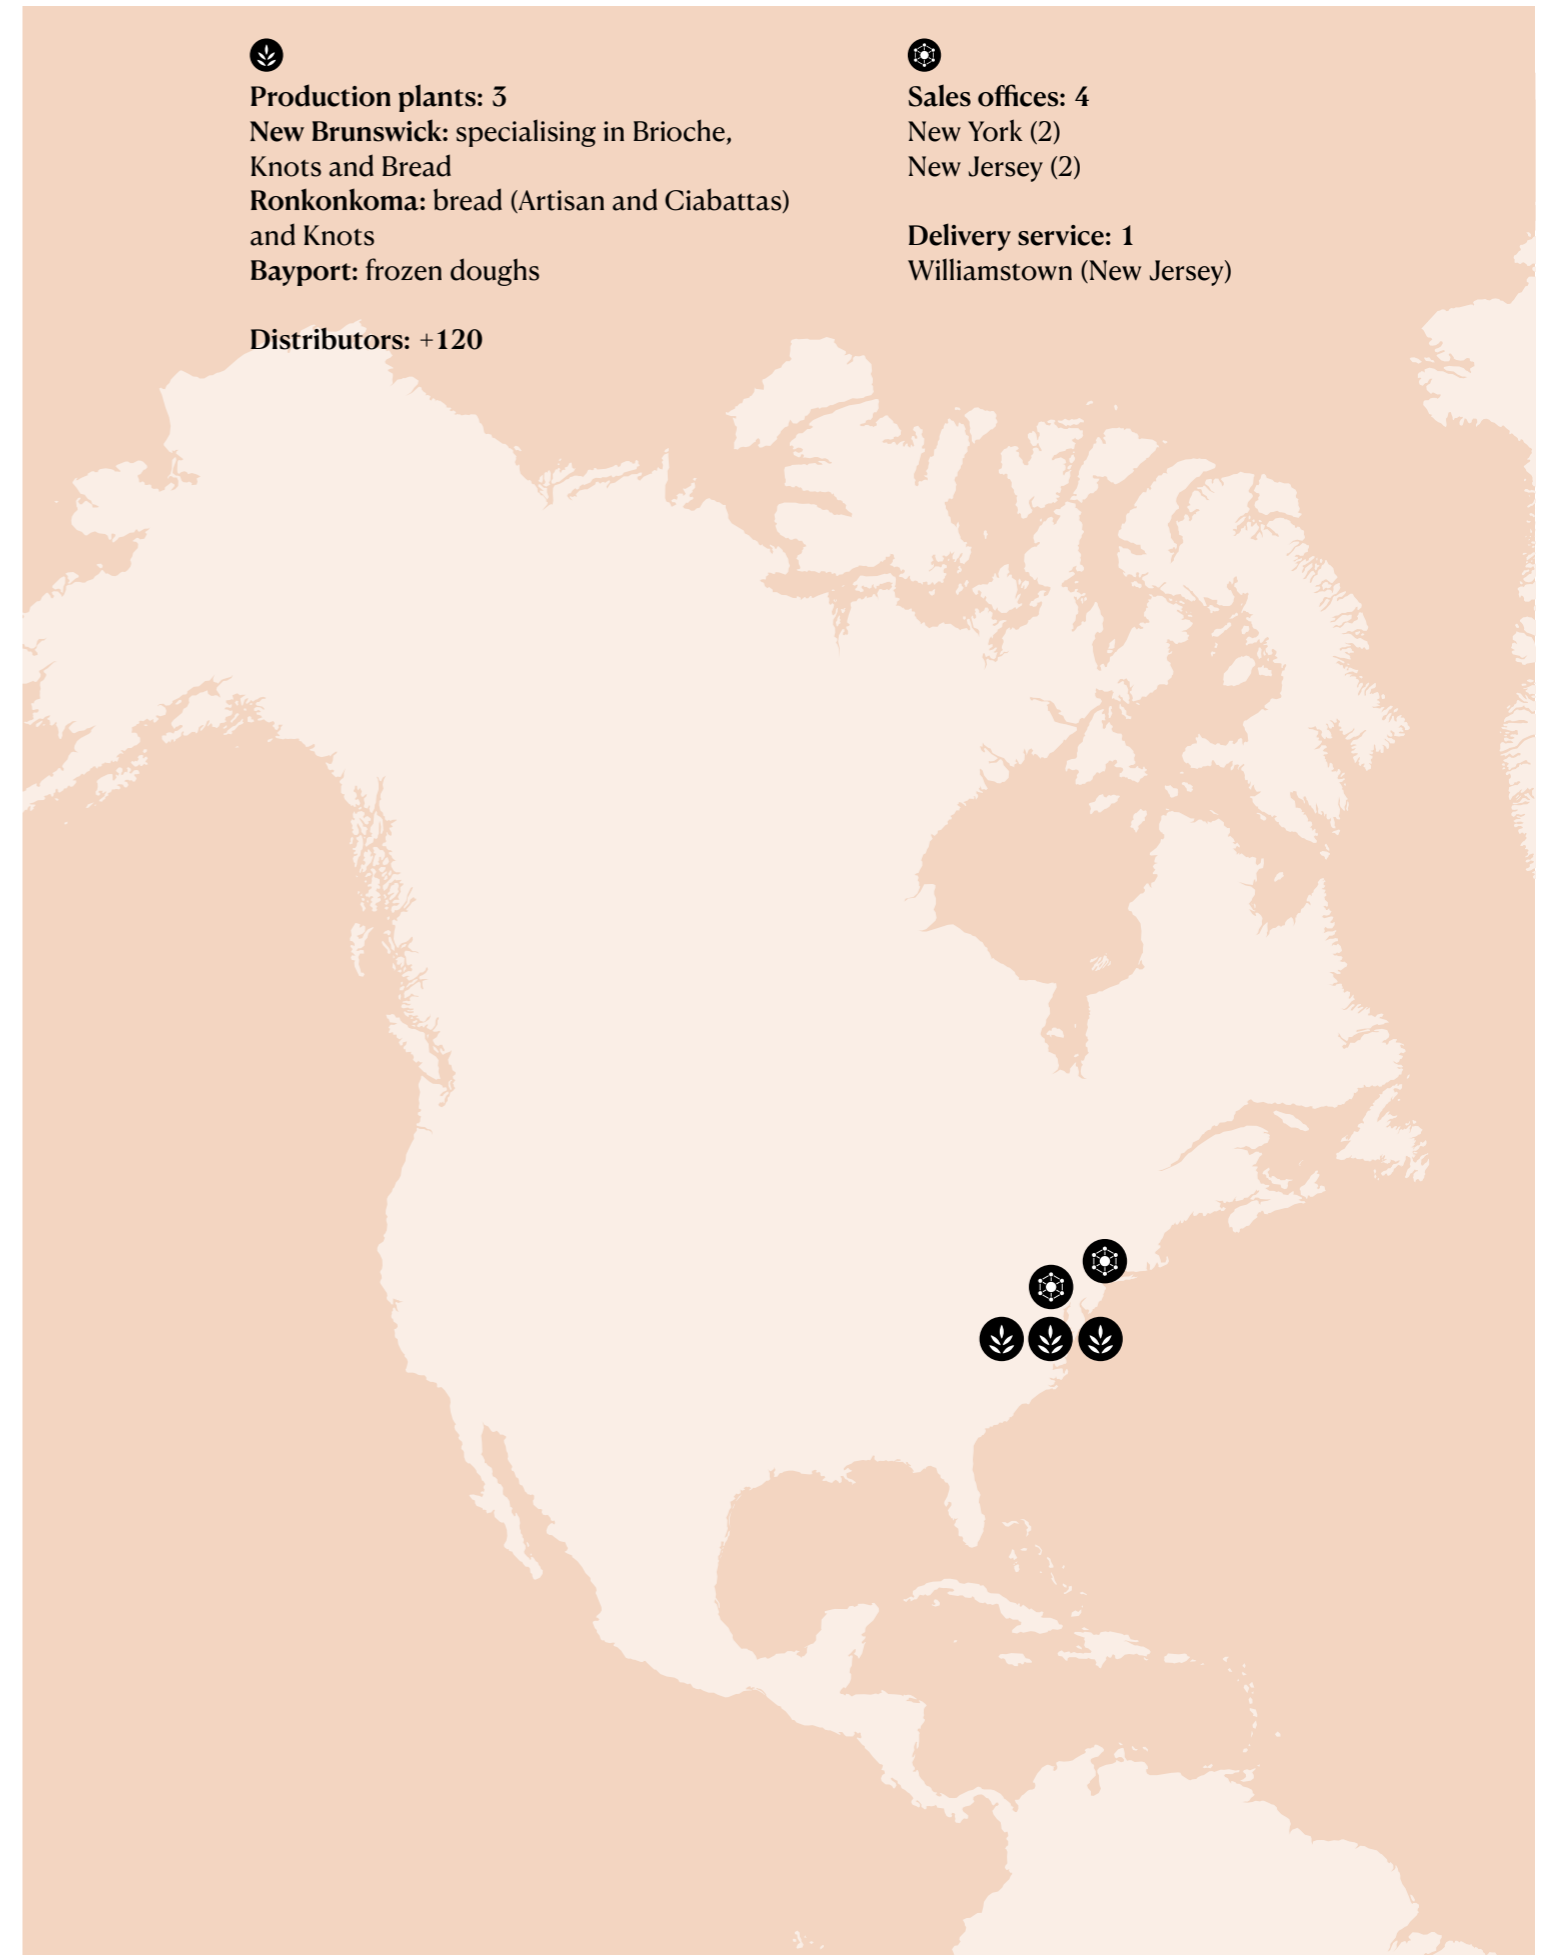 Production plants: 3
New Brunswick: specialising in Brioche,
Knots and Bread
Ronkonkoma: bread (Artisan and Ciabattas)
and Knots
Bayport: frozen doughs
Distributors: +120
Sales offices: 4
New York (2)
New Jersey (2)
Delivery service: 1
Williamstown (New Jersey)